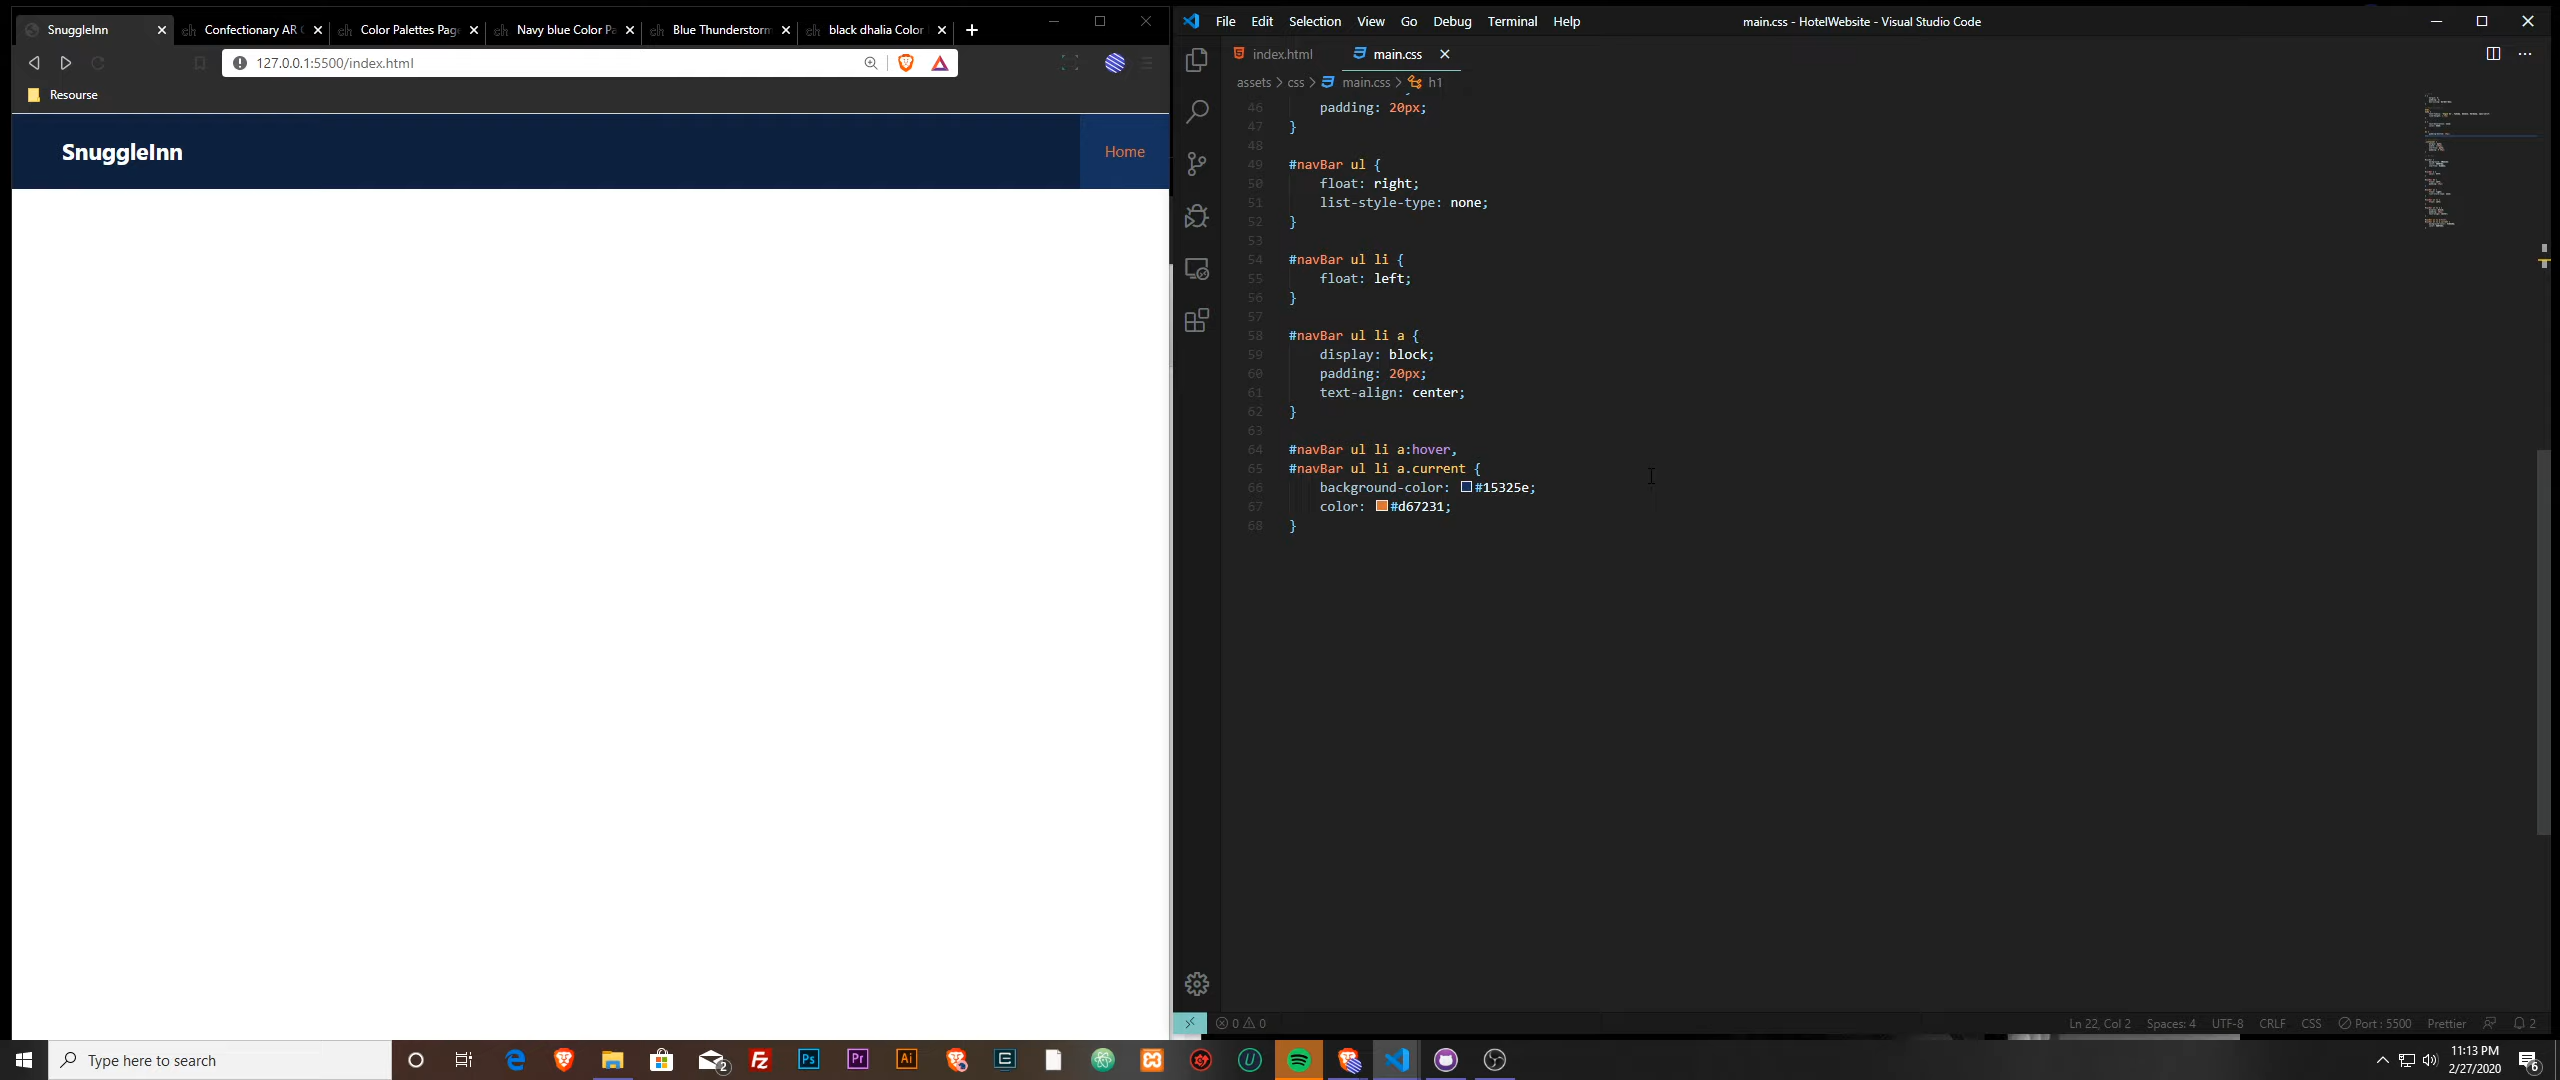 SnuggleInn
Confectionary AR
Color Palettes Pag
Navy blue Color Pa
Blue Thunderstorm
black dhalia Color
127.0.0.1:5500/index.html
Resourse
SnuggleInn
Home
File Edit Selection View Go Debug Terminal Help
main.css - HotelWebsite - Visual Studio Code
index.html
main.css
assets > css > main.css > h1
46 padding: 20px;
47 }
48
49 #navBar ul {
50 float: right;
51 list-style-type: none;
52 }
53
54 #navBar ul li {
55 float: left;
56 }
57
58 #navBar ul li a {
59 display: block;
60 padding: 20px;
61 text-align: center;
62 }
63
64 #navBar ul li a:hover,
65 #navBar ul li a.current {
66 background-color: #15325e;
67 color: #d67231;
68 }
0 0
Ln 22, Col 2 Spaces: 4 UTF-8 CRLF CSS Port : 5500 Prettier 2
Type here to search
2
Fz
Ps
Pr
Ai
11:13 PM
2/27/2020
6